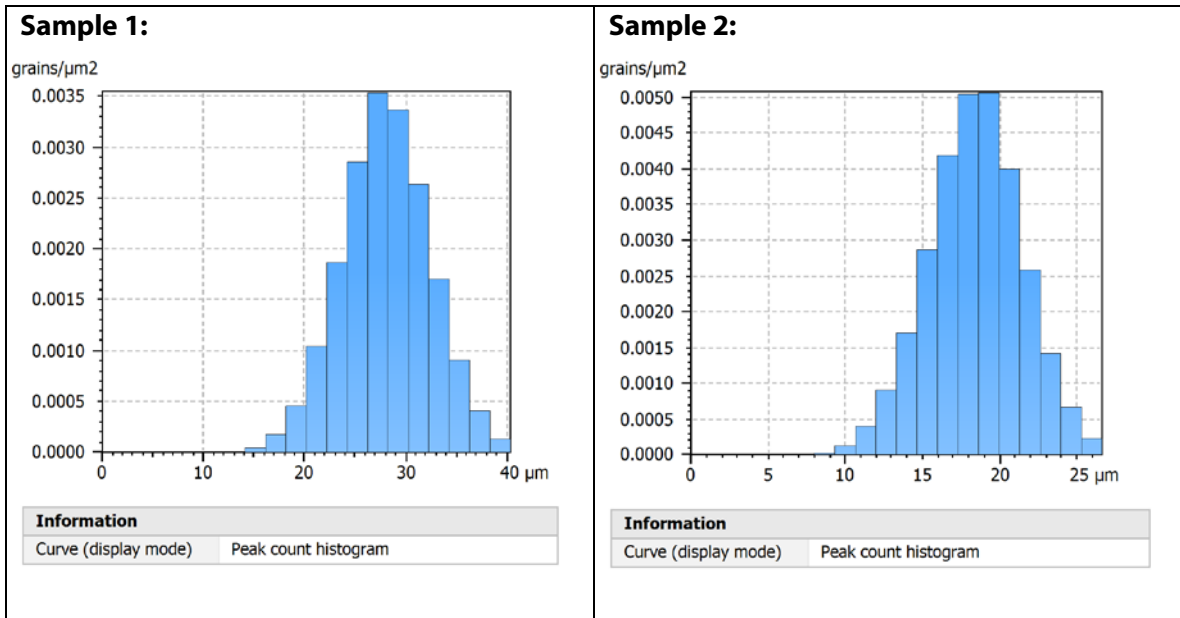 Sample 1:
grains/µm2
0.0035
0.0030
0.0025
0.0020
0.0015
0.0010
0.0005
0.0000
0 10 20 30 40 µm
Information
Curve (display mode) Peak count histogram
Sample 2:
grains/µm2
0.0050
0.0045
0.0040
0.0035
0.0030
0.0025
0.0020
0.0015
0.0010
0.0005
0.0000
0 5 10 15 20 25 µm
Information
Curve (display mode) Peak count histogram